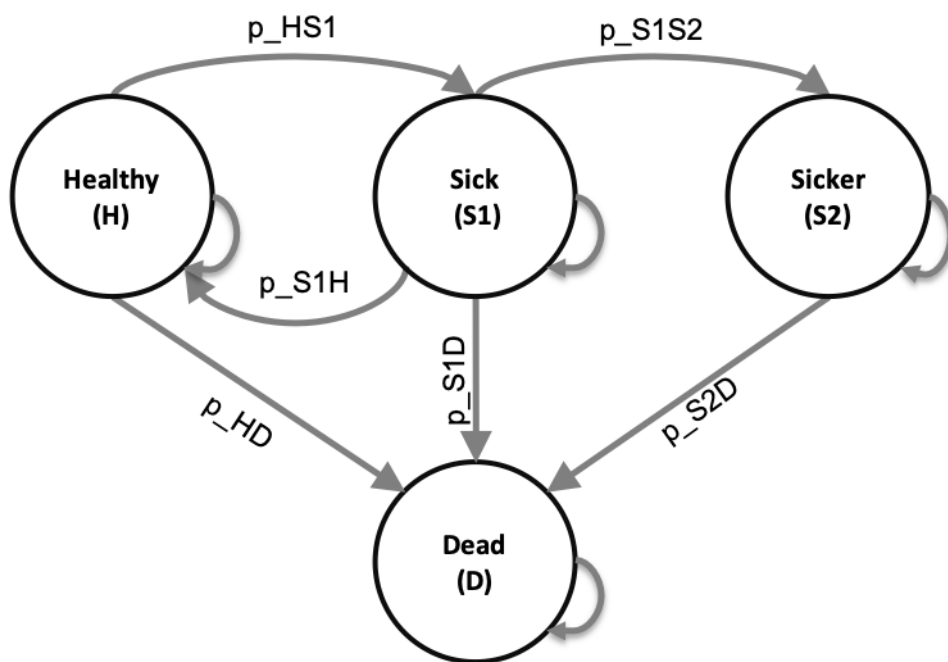 p_HS1
p_S1S2
Healthy
(H)
Sick
(S1)
Sicker
(S2)
p_S1H
p_HD
p_S1D
p_S2D
Dead
(D)